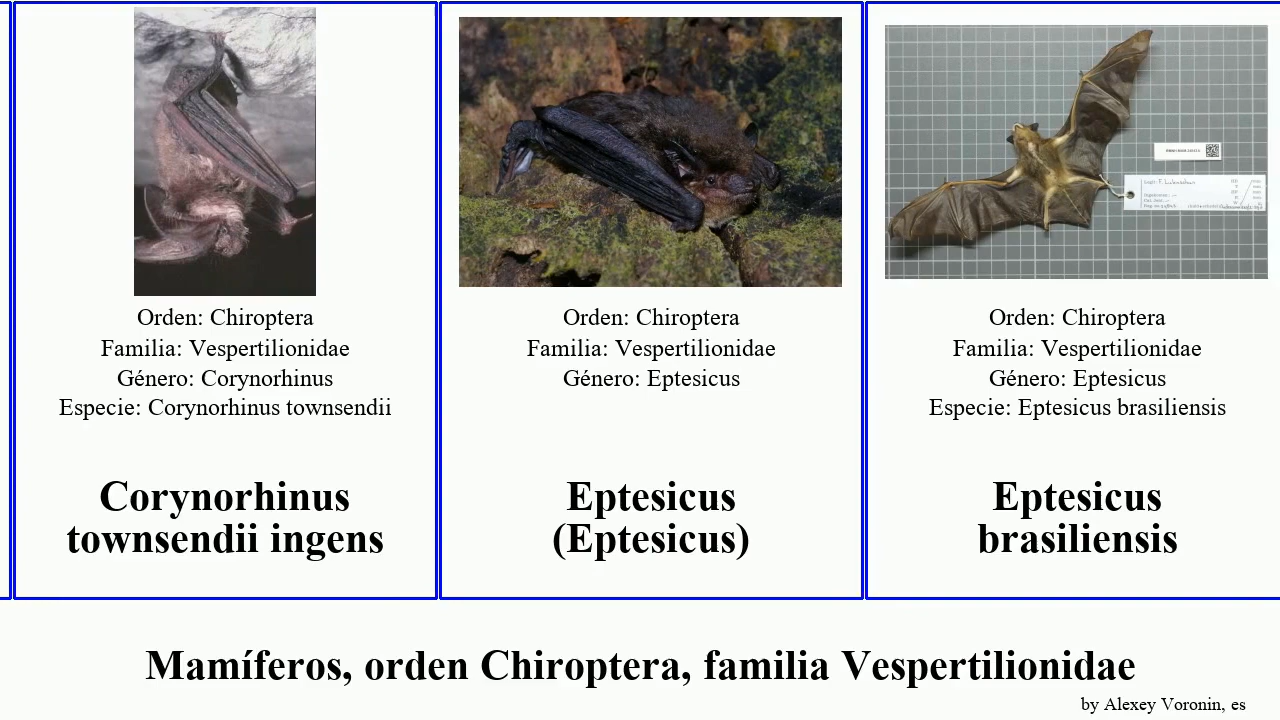 Orden: Chiroptera
Familia: Vespertilionidae
Género: Corynorhinus
Especie: Corynorhinus townsendii
Corynorhinus
townsendii ingens
Orden: Chiroptera
Familia: Vespertilionidae
Género: Eptesicus
Eptesicus
(Eptesicus)
Orden: Chiroptera
Familia: Vespertilionidae
Género: Eptesicus
Especie: Eptesicus brasiliensis
Eptesicus
brasiliensis
Mamíferos, orden Chiroptera, familia Vespertilionidae
by Alexey Voronin, es